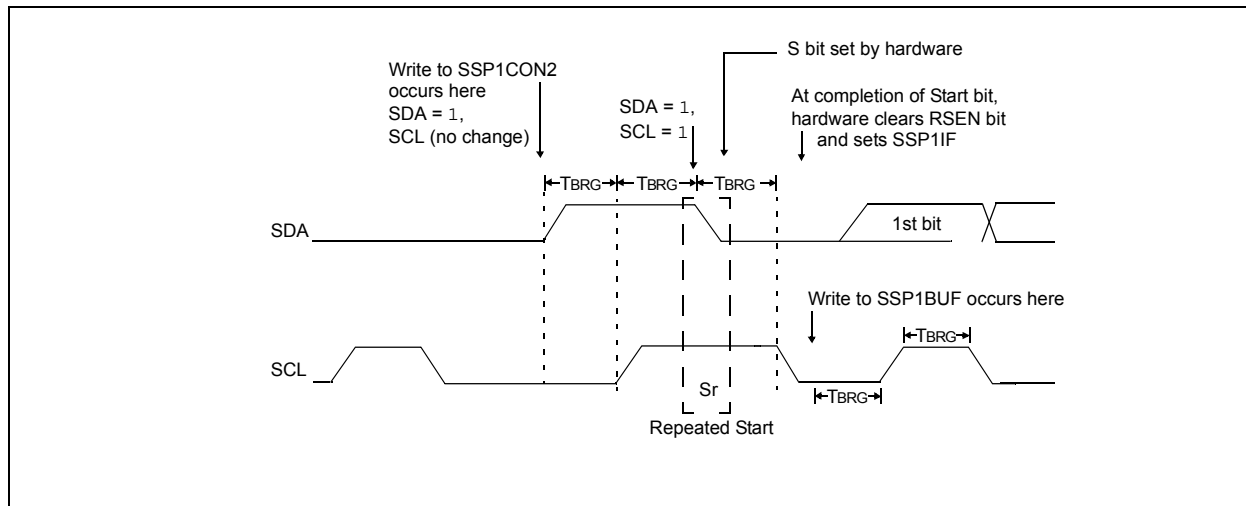 S bit set by hardware
Write to SSP1CON2
occurs here
SDA = 1,
SCL (no change)
SDA = 1,
SCL = 1
At completion of Start bit,
hardware clears RSEN bit
and sets SSP1IF
TBRG TBRG TBRG
SDA
1st bit
Write to SSP1BUF occurs here
TBRG
SCL
Sr
TBRG
Repeated Start